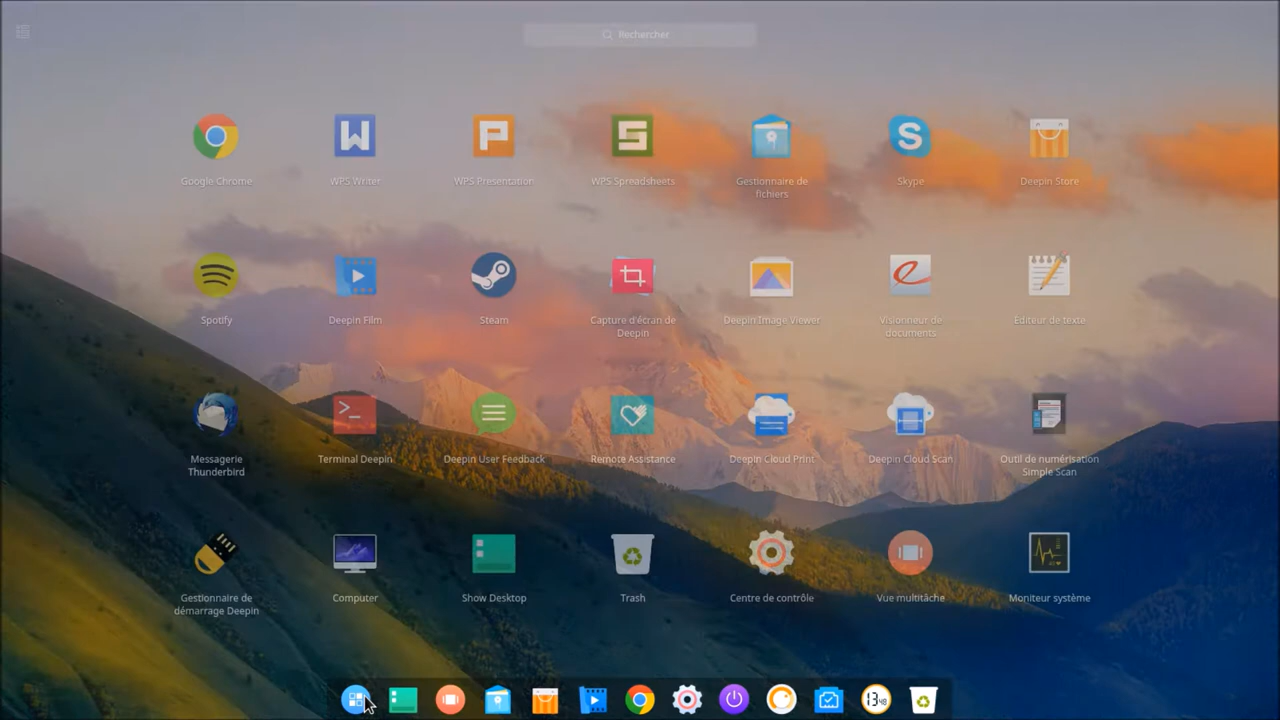 Rechercher
Google Chrome
WPS Writer
WPS Presentation
WPS Spreadsheets
Gestionnaire de
fichiers
Skype
Deepin Store
Spotify
Deepin Film
Steam
Capture d'écran de
Deepin
Deepin Image Viewer
Visionneur de
documents
Éditeur de texte
Messagerie
Thunderbird
Terminal Deepin
Deepin User Feedback
Remote Assistance
Deepin Cloud Print
Deepin Cloud Scan
Outil de numérisation
Simple Scan
Gestionnaire de
démarrage Deepin
Computer
Show Desktop
Trash
Centre de contrôle
Vue multitâche
Moniteur système
13 48